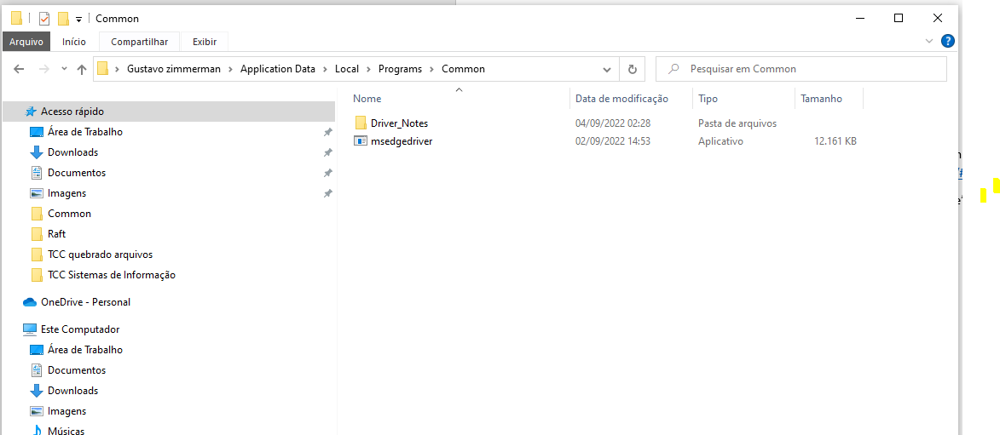 Common
Arquivo Início Compartilhar Exibir
Gustavo zimmerman Application Data Local Programs Common Pesquisar em Common
Nome Data de modificação Tipo Tamanho
Acesso rápido
Driver_Notes 04/09/2022 02:28 Pasta de arquivos
Área de Trabalho
msedgedriver 02/09/2022 14:53 Aplicativo 12.161 KB
Downloads
Documentos
Imagens
Common
Raft
TCC quebrado arquivos
TCC Sistemas de Informação
OneDrive - Personal
Este Computador
Área de Trabalho
Documentos
Downloads
Imagens
Músicas